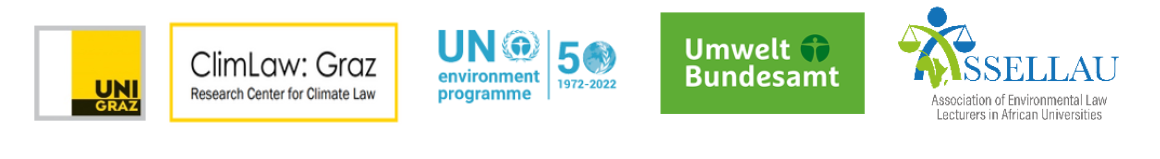 UNI
GRAZ
ClimLaw: Graz
Research Center for Climate Law
UN
environment
programme
50
1972-2022
Umwelt
Bundesamt
ASSELLAU
Association of Environmental Law
Lecturers in African Universities